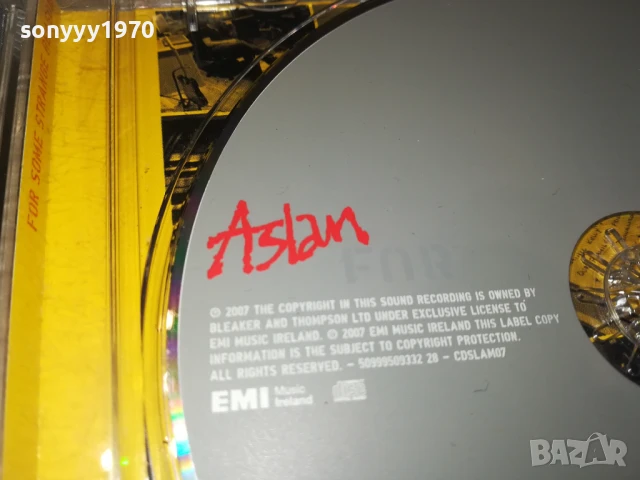 sonyyy1970
FOR SOME STRANGE
Aslan
FOR
℗ 2007 THE COPYRIGHT IN THIS SOUND RECORDING IS OWNED BY
BLEAKER AND THOMPSON LTD UNDER EXCLUSIVE LICENSE TO
EMI MUSIC IRELAND. © 2007 EMI MUSIC IRELAND THIS LABEL COPY
INFORMATION IS THE SUBJECT TO COPYRIGHT PROTECTION.
ALL RIGHTS RESERVED. - 50999509332 28 - CDSLAM07
EMI Music
Ireland
BAZAR
bg